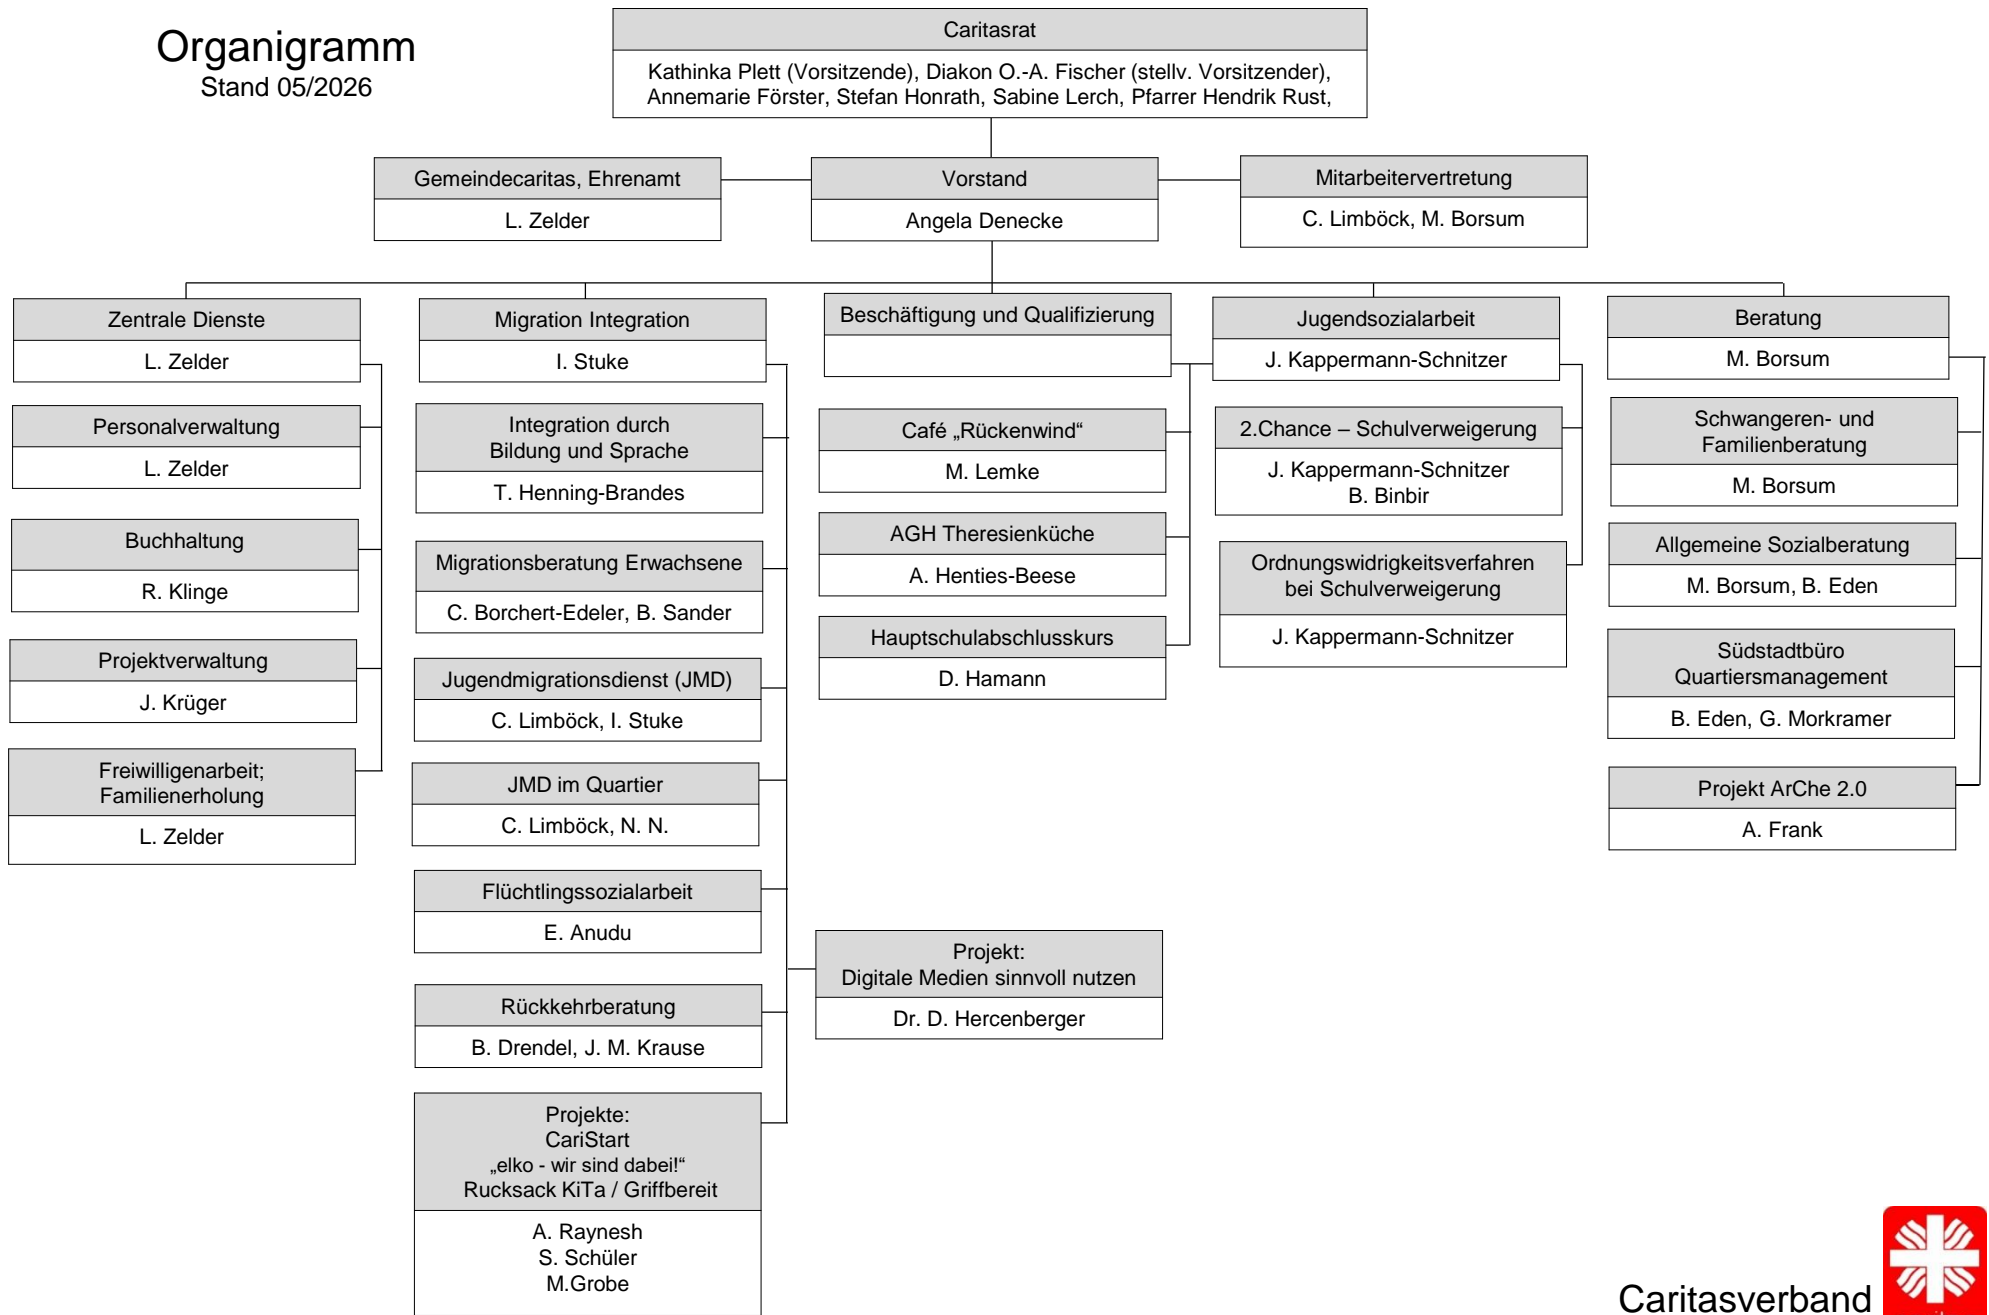 Organigramm
Stand 05/2026
Caritasrat
Kathinka Plett (Vorsitzende), Diakon O.-A. Fischer (stellv. Vorsitzender),
Annemarie Förster, Stefan Honrath, Sabine Lerch, Pfarrer Hendrik Rust,
Gemeindecaritas, Ehrenamt
L. Zelder
Vorstand
Angela Denecke
Mitarbeitervertretung
C. Limböck, M. Borsum
Zentrale Dienste
L. Zelder
Personalverwaltung
L. Zelder
Buchhaltung
R. Klinge
Projektverwaltung
J. Krüger
Freiwilligenarbeit;
Familienerholung
L. Zelder
Migration Integration
I. Stuke
Integration durch
Bildung und Sprache
T. Henning-Brandes
Migrationsberatung Erwachsene
C. Borchert-Edeler, B. Sander
Jugendmigrationsdienst (JMD)
C. Limböck, I. Stuke
JMD im Quartier
C. Limböck, N. N.
Flüchtlingssozialarbeit
E. Anudu
Rückkehrberatung
B. Drendel, J. M. Krause
Projekte:
CariStart
„elko - wir sind dabei!“
Rucksack KiTa / Griffbereit
A. Raynesh
S. Schüler
M.Grobe
Beschäftigung und Qualifizierung
Café „Rückenwind“
M. Lemke
AGH Theresienküche
A. Henties-Beese
Hauptschulabschlusskurs
D. Hamann
Projekt:
Digitale Medien sinnvoll nutzen
Dr. D. Hercenberger
Jugendsozialarbeit
J. Kappermann-Schnitzer
2.Chance – Schulverweigerung
J. Kappermann-Schnitzer
B. Binbir
Ordnungswidrigkeitsverfahren
bei Schulverweigerung
J. Kappermann-Schnitzer
Beratung
M. Borsum
Schwangeren- und
Familienberatung
M. Borsum
Allgemeine Sozialberatung
M. Borsum, B. Eden
Südstadtbüro
Quartiersmanagement
B. Eden, G. Morkramer
Projekt ArChe 2.0
A. Frank
Caritasverband